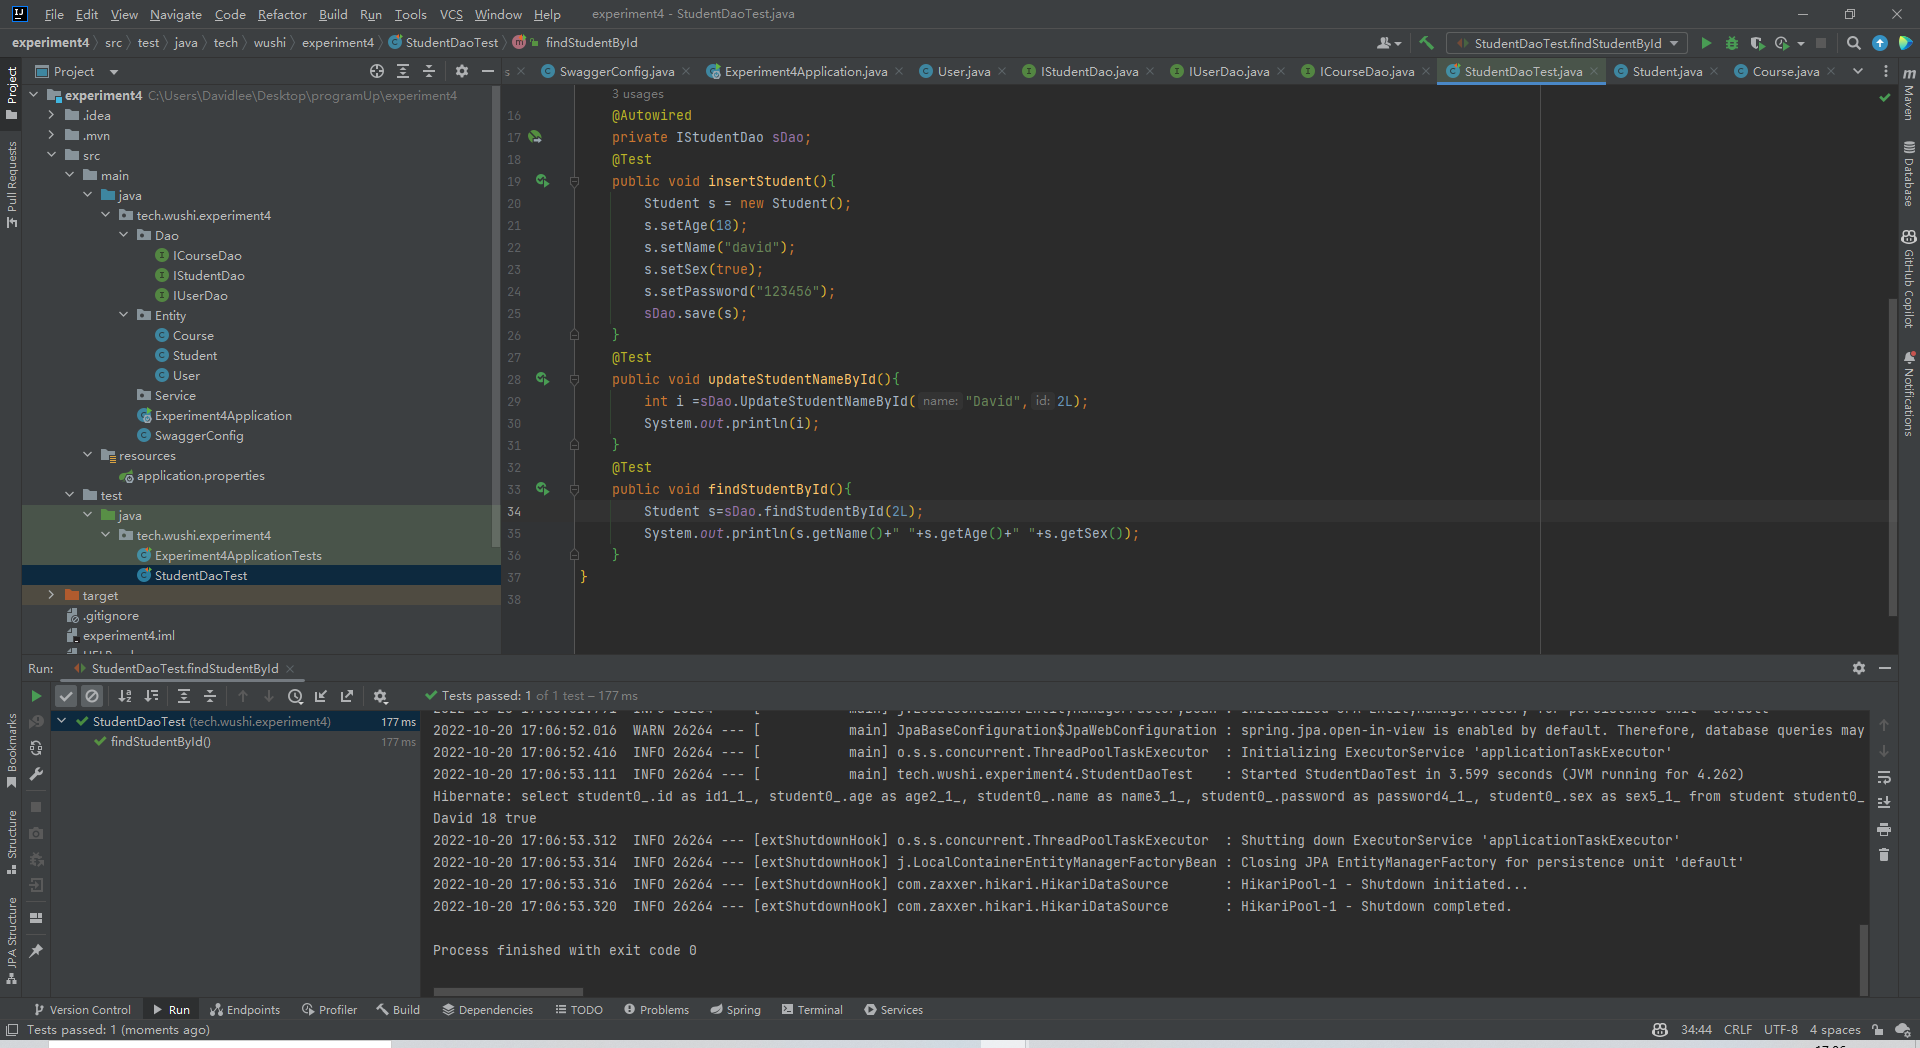 File Edit View Navigate Code Refactor Build Run Tools VCS Window Help experiment4 - StudentDaoTest.java
experiment4 src test java tech wushi experiment4 StudentDaoTest findStudentById StudentDaoTest.findStudentById
Project
s SwaggerConfig.java Experiment4Application.java User.java IStudentDao.java IUserDao.java ICourseDao.java StudentDaoTest.java Student.java Course.java
Project
Pull Requests
Bookmarks
Structure
JPA Structure
experiment4 C:\Users\Davidlee\Desktop\programUp\experiment4
.idea
.mvn
src
main
java
tech.wushi.experiment4
Dao
ICourseDao
IStudentDao
IUserDao
Entity
Course
Student
User
Service
Experiment4Application
SwaggerConfig
resources
application.properties
test
java
tech.wushi.experiment4
Experiment4ApplicationTests
StudentDaoTest
target
.gitignore
experiment4.iml
3 usages
16 @Autowired
17 private IStudentDao sDao;
18 @Test
19 public void insertStudent(){
20 Student s = new Student();
21 s.setAge(18);
22 s.setName("david");
23 s.setSex(true);
24 s.setPassword("123456");
25 sDao.save(s);
26 }
27 @Test
28 public void updateStudentNameById(){
29 int i =sDao.UpdateStudentNameById( name: "David", id: 2L);
30 System.out.println(i);
31 }
32 @Test
33 public void findStudentById(){
34 Student s=sDao.findStudentById(2L);
35 System.out.println(s.getName()+" "+s.getAge()+" "+s.getSex());
36 }
37 }
38
m
Maven
Database
GitHub Copilot
Notifications
Run: StudentDaoTest.findStudentById
Tests passed: 1 of 1 test – 177 ms
StudentDaoTest (tech.wushi.experiment4) 177 ms
findStudentById() 177 ms
2022-10-20 17:06:52.016 WARN 26264 --- [ main] JpaBaseConfiguration$JpaWebConfiguration : spring.jpa.open-in-view is enabled by default. Therefore, database queries may
2022-10-20 17:06:52.416 INFO 26264 --- [ main] o.s.s.concurrent.ThreadPoolTaskExecutor : Initializing ExecutorService 'applicationTaskExecutor'
2022-10-20 17:06:53.111 INFO 26264 --- [ main] tech.wushi.experiment4.StudentDaoTest : Started StudentDaoTest in 3.599 seconds (JVM running for 4.262)
Hibernate: select student0_.id as id1_1_, student0_.age as age2_1_, student0_.name as name3_1_, student0_.password as password4_1_, student0_.sex as sex5_1_ from student student0_
David 18 true
2022-10-20 17:06:53.312 INFO 26264 --- [extShutdownHook] o.s.s.concurrent.ThreadPoolTaskExecutor : Shutting down ExecutorService 'applicationTaskExecutor'
2022-10-20 17:06:53.314 INFO 26264 --- [extShutdownHook] j.LocalContainerEntityManagerFactoryBean : Closing JPA EntityManagerFactory for persistence unit 'default'
2022-10-20 17:06:53.316 INFO 26264 --- [extShutdownHook] com.zaxxer.hikari.HikariDataSource : HikariPool-1 - Shutdown initiated...
2022-10-20 17:06:53.320 INFO 26264 --- [extShutdownHook] com.zaxxer.hikari.HikariDataSource : HikariPool-1 - Shutdown completed.
Process finished with exit code 0
Version Control Run Endpoints Profiler Build Dependencies TODO Problems Spring Terminal Services
Tests passed: 1 (moments ago) 34:44 CRLF UTF-8 4 spaces